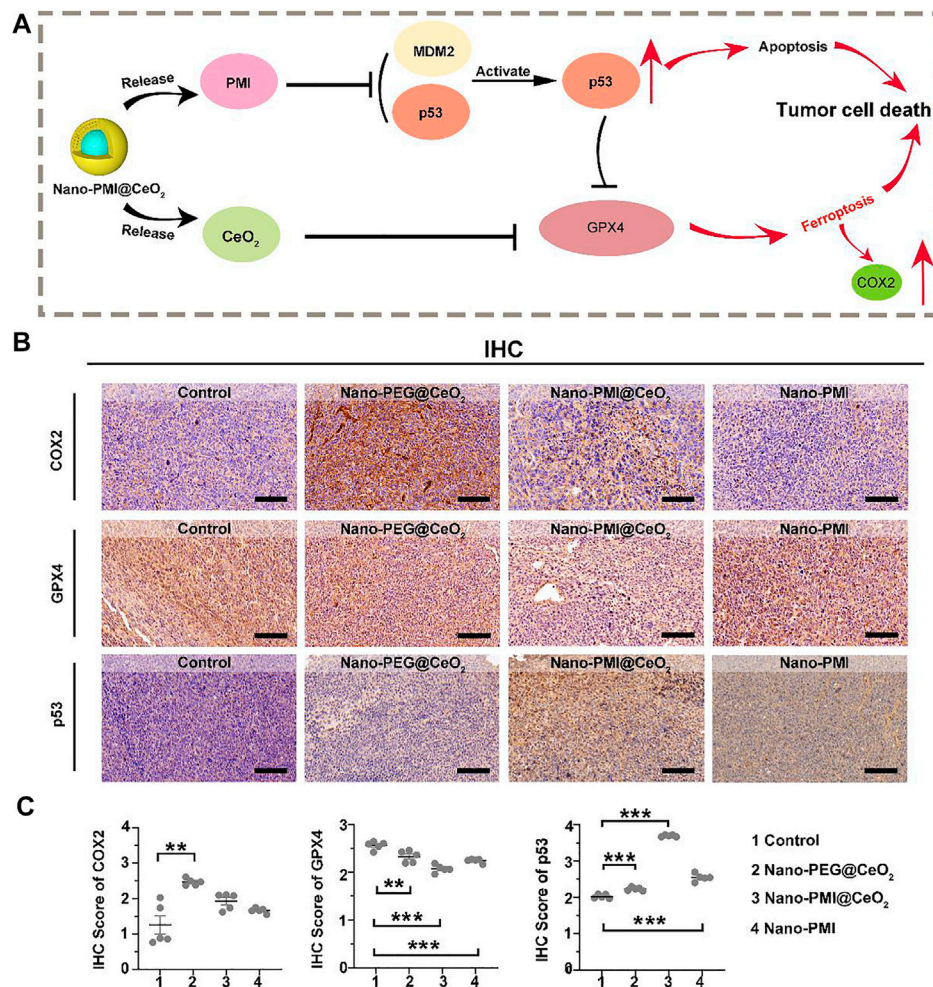 A
Release
PMI
MDM2
p53
Activate
p53
Apoptosis
Tumor cell death
Nano-PMI@CeO₂
Release
CeO₂
GPX4
Ferroptosis
COX2
B
IHC
COX2
Control
Nano-PEG@CeO₂
Nano-PMI@CeO₂
Nano-PMI
GPX4
Control
Nano-PEG@CeO₂
Nano-PMI@CeO₂
Nano-PMI
p53
Control
Nano-PEG@CeO₂
Nano-PMI@CeO₂
Nano-PMI
C
IHC Score of COX2
4
3
2
1
0
**
1 2 3 4
IHC Score of GPX4
3
2
1
0
**
***
***
1 2 3 4
IHC Score of p53
4
3
2
1
0
***
***
***
1 2 3 4
1 Control
2 Nano-PEG@CeO₂
3 Nano-PMI@CeO₂
4 Nano-PMI